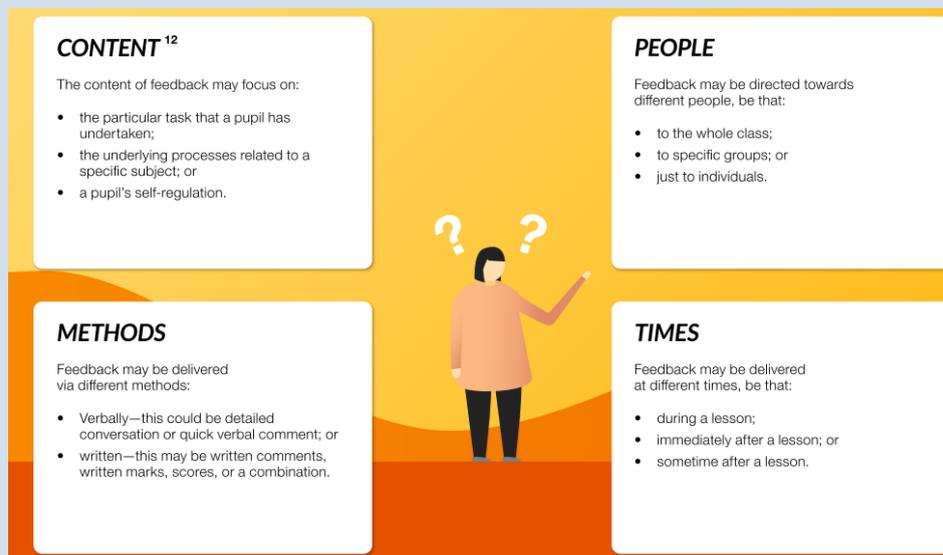 CONTENT 12
The content of feedback may focus on:
• the particular task that a pupil has
undertaken;
• the underlying processes related to a
specific subject; or
• a pupil's self-regulation.
PEOPLE
Feedback may be directed towards
different people, be that:
• to the whole class;
• to specific groups; or
• just to individuals.
? ?
METHODS
Feedback may be delivered
via different methods:
• Verbally—this could be detailed
conversation or quick verbal comment; or
• written—this may be written comments,
written marks, scores, or a combination.
TIMES
Feedback may be delivered
at different times, be that:
• during a lesson;
• immediately after a lesson; or
• sometime after a lesson.